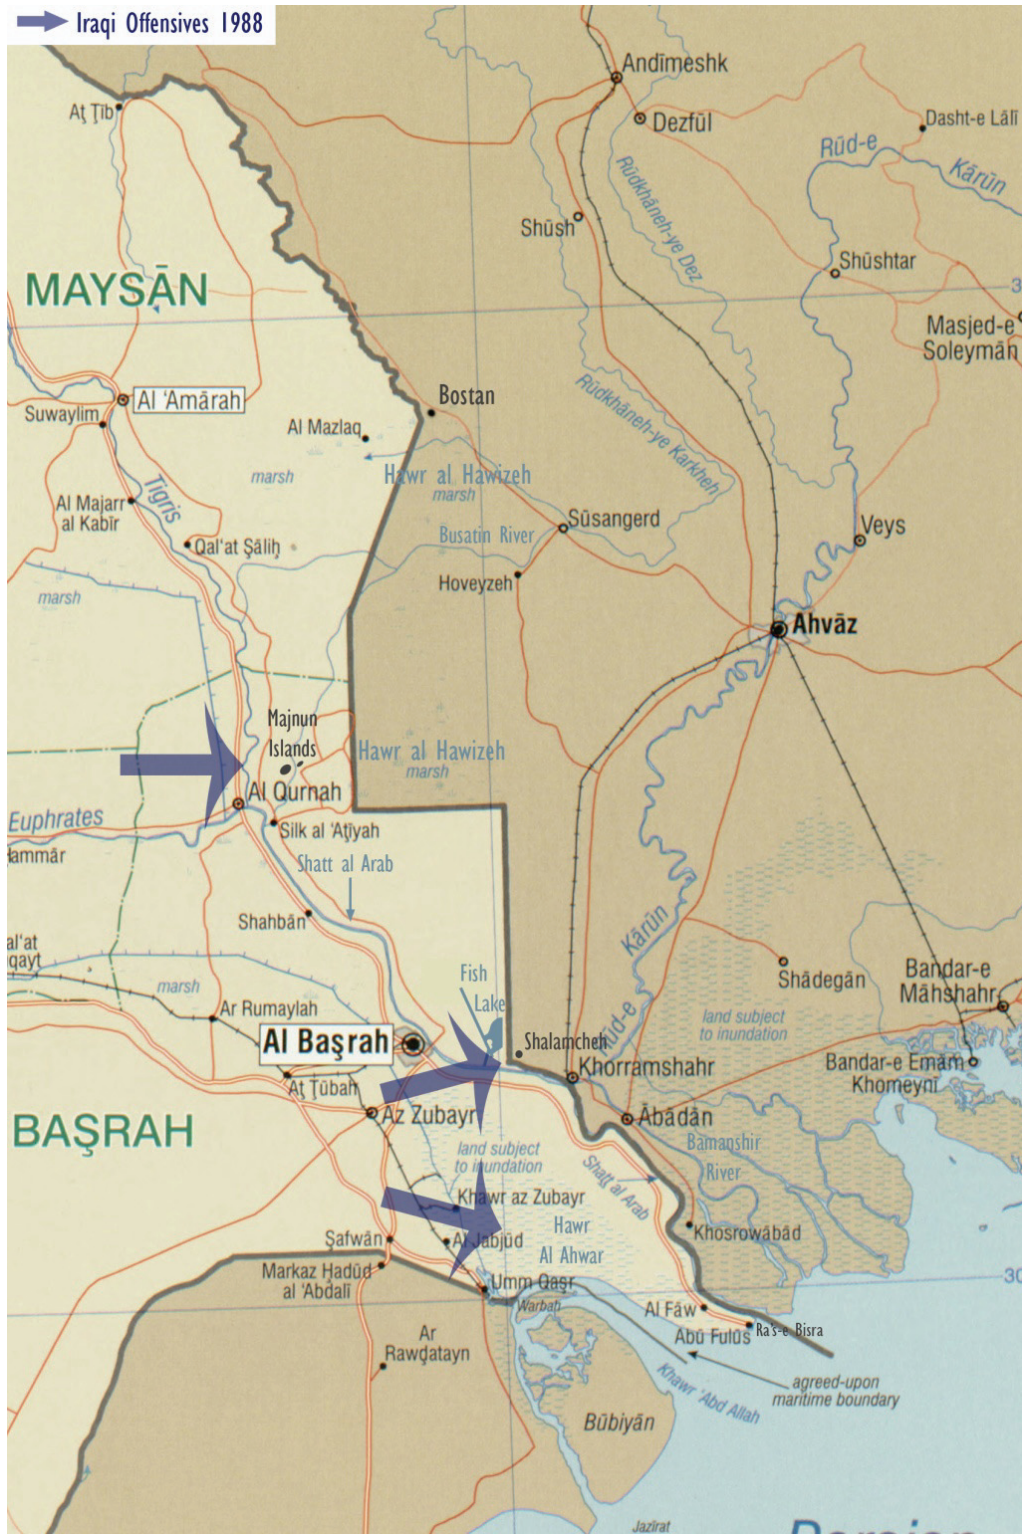 Iraqi Offensives 1988
Andīmeshk
Aţ Ţīb
Dezfūl
Dasht-e Lālī
Rūd-e
Kārūn
Rūdkhāneh-ye Dez
Shūsh
Shūshtar
MAYSĀN
Masjed-e
Soleymān
Al ‘Amārah
Bostan
Rūdkhāneh-ye Karkheh
Suwaylim
Al Mazlaq
marsh
Hawr al Hawizeh
marsh
Tigris
Al Majarr
al Kabīr
Sūsangerd
Veys
Busatin River
Qal‘at Şāliḩ
Hoveyzeh
marsh
Ahvāz
Majnun
Islands
Hawr al Hawizeh
marsh
Al Qurnah
Euphrates
Silk al ‘Aţīyah
Shatt al Arab
Shahbān
Kārūn
Rūd-e
Fish
Lake
Shādegān
Bandar-e
Māhshahr
marsh
Ar Rumaylah
land subject
to inundation
Al Başrah
Shalamcheh
Khorramshahr
Bandar-e Emām
Khomeynī
Aţ Ţūbah
Az Zubayr
Ābādān
BAŞRAH
land subject
to inundation
Bamanshir
River
Shaţţ al Arab
Khawr az Zubayr
Hawr
Al Ahwar
Khosrowābād
Şafwān
Al Jabjūd
Markaz Ḩadūd
al ‘Abdalī
Umm Qaşr
30
Warbah
Al Fāw
Abū Fulūs
Ra's-e Bisra
Ar
Rawḑatayn
agreed-upon
maritime boundary
Khawr ‘Abd Allah
Būbiyān
Jazīrat